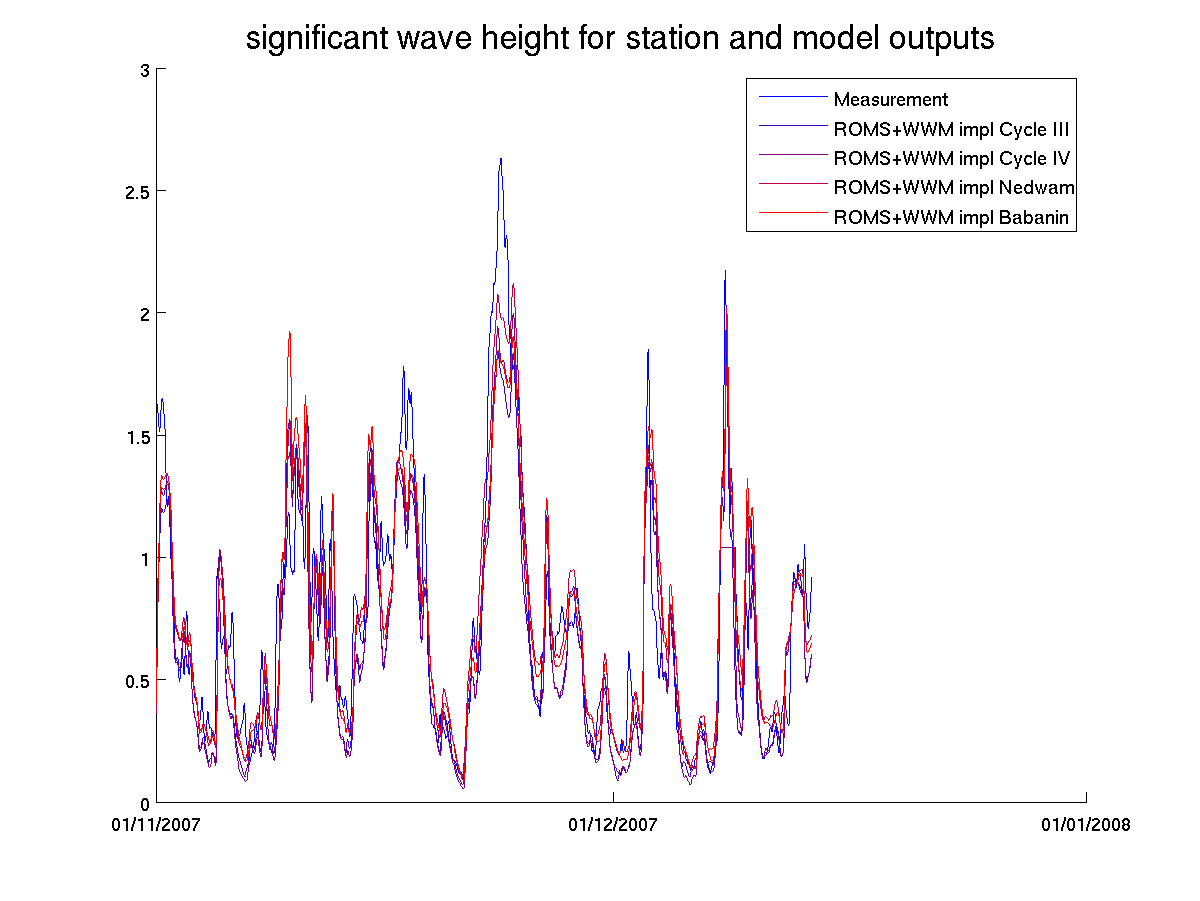 significant wave height for station and model outputs
3
2.5
2
1.5
1
0.5
0
01/11/2007
01/12/2007
01/01/2008
Measurement
ROMS+WWM impl Cycle III
ROMS+WWM impl Cycle IV
ROMS+WWM impl Nedwam
ROMS+WWM impl Babanin